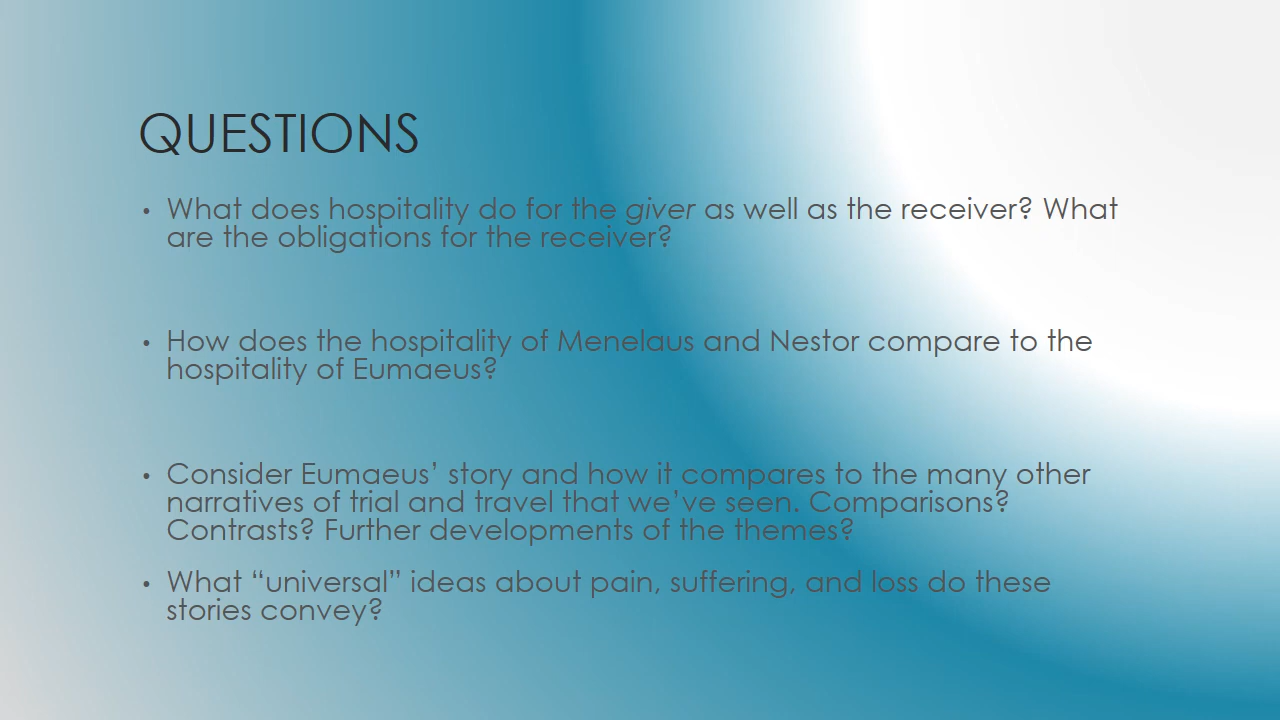 QUESTIONS
• What does hospitality do for the giver as well as the receiver? What
are the obligations for the receiver?
• How does the hospitality of Menelaus and Nestor compare to the
hospitality of Eumaeus?
• Consider Eumaeus’ story and how it compares to the many other
narratives of trial and travel that we’ve seen. Comparisons?
Contrasts? Further developments of the themes?
• What “universal” ideas about pain, suffering, and loss do these
stories convey?